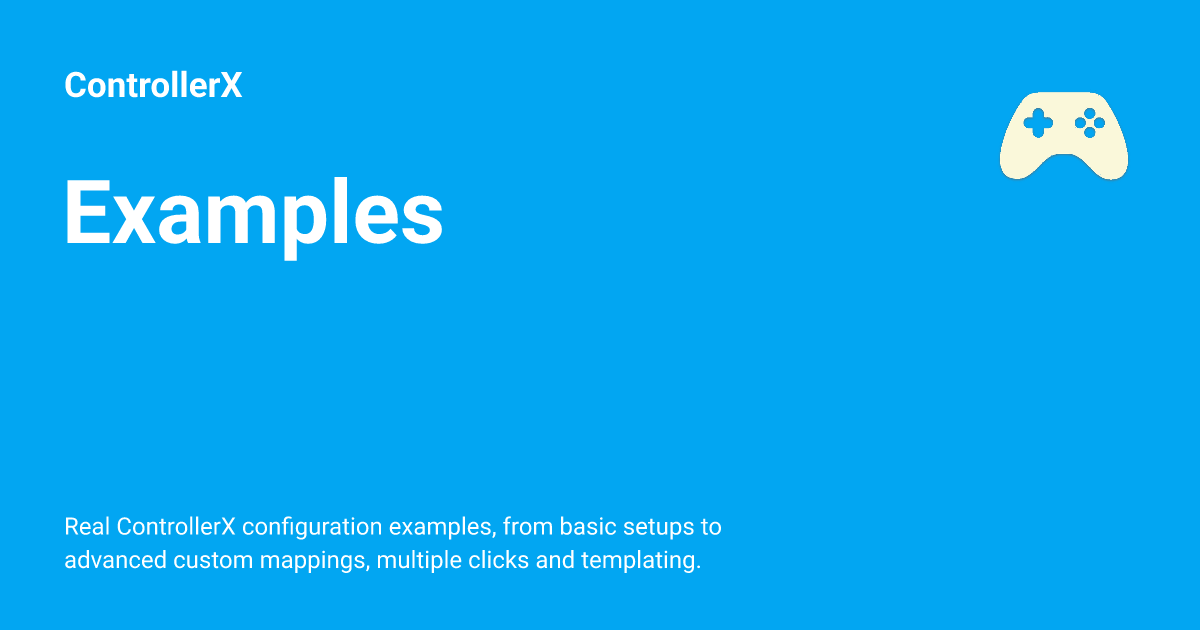 ControllerX
Examples
Real ControllerX configuration examples, from basic setups to
advanced custom mappings, multiple clicks and templating.